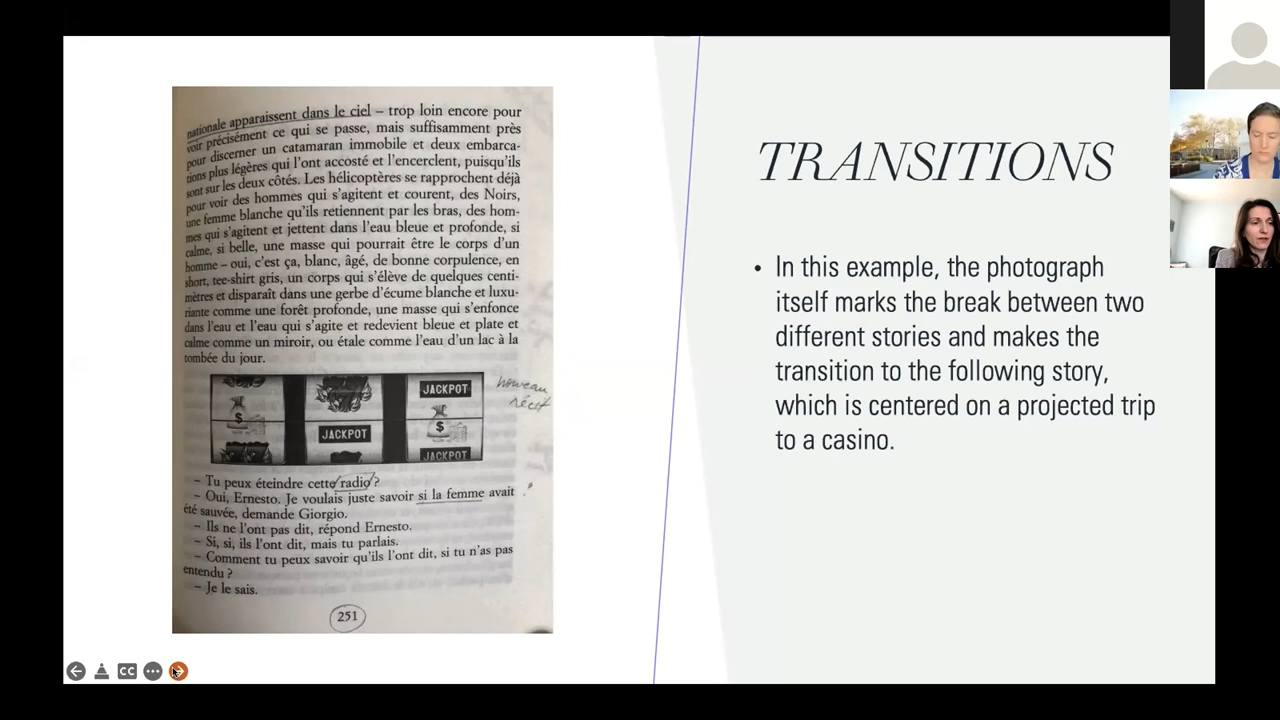 nationale apparaissent dans le ciel – trop loin encore pour
voir précisément ce qui se passe, mais suffisamment près
pour discerner un catamaran immobile et deux embarca-
tions plus légères qui l'ont accosté et l'encerclent, puisqu'ils
sont sur les deux côtés. Les hélicoptères se rapprochent déjà
pour voir des hommes qui s'agitent et courent, des Noirs,
une femme blanche qu'ils retiennent par les bras, des hom-
mes qui s'agitent et jettent dans l'eau bleue et profonde, si
calme, si belle, une masse qui pourrait être le corps d'un
homme – oui, c'est ça, blanc, âgé, de bonne corpulence, en
short, tee-shirt gris, un corps qui s'élève de quelques centi-
mètres et disparaît dans une gerbe d'écume blanche et luxu-
riante comme une forêt profonde, une masse qui s'enfonce
dans l'eau et l'eau qui s'agite et redevient bleue et plate et
calme comme un miroir, ou étale comme l'eau d'un lac à la
tombée du jour.
JACKPOT
$
$
JACKPOT
JACKPOT
nouveau
récit
– Tu peux éteindre cette radio ?
– Oui, Ernesto. Je voulais juste savoir si la femme avait
été sauvée, demande Giorgio.
– Ils ne l'ont pas dit, répond Ernesto.
– Si, si, ils l'ont dit, mais tu parlais.
– Comment tu peux savoir qu'ils l'ont dit, si tu n'as pas
entendu ?
– Je le sais.
251
TRANSITIONS
• In this example, the photograph
itself marks the break between two
different stories and makes the
transition to the following story,
which is centered on a projected trip
to a casino.
CC